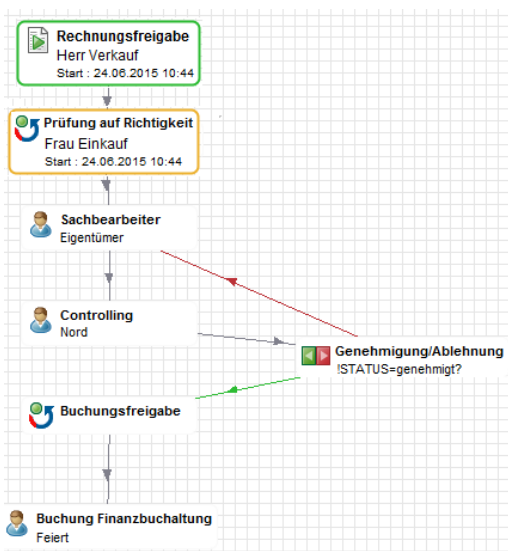 Rechnungsfreigabe
Herr Verkauf
Start : 24.06.2015 10:44
Prüfung auf Richtigkeit
Frau Einkauf
Start : 24.06.2015 10:44
Sachbearbeiter
Eigentümer
Controlling
Nord
Genehmigung/Ablehnung
!STATUS=genehmigt?
Buchungsfreigabe
Buchung Finanzbuchaltung
Feiert